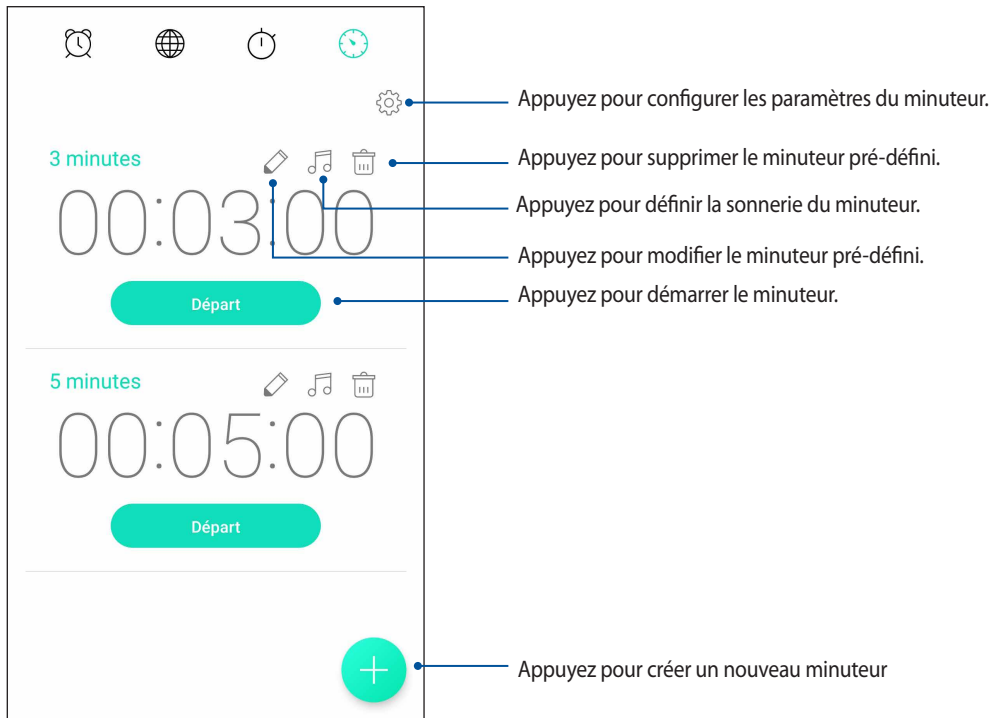 Appuyez pour configurer les paramètres du minuteur.
3 minutes
Appuyez pour supprimer le minuteur pré-défini.
00:03:00
Appuyez pour définir la sonnerie du minuteur.
Appuyez pour modifier le minuteur pré-défini.
Départ
Appuyez pour démarrer le minuteur.
5 minutes
00:05:00
Départ
Appuyez pour créer un nouveau minuteur